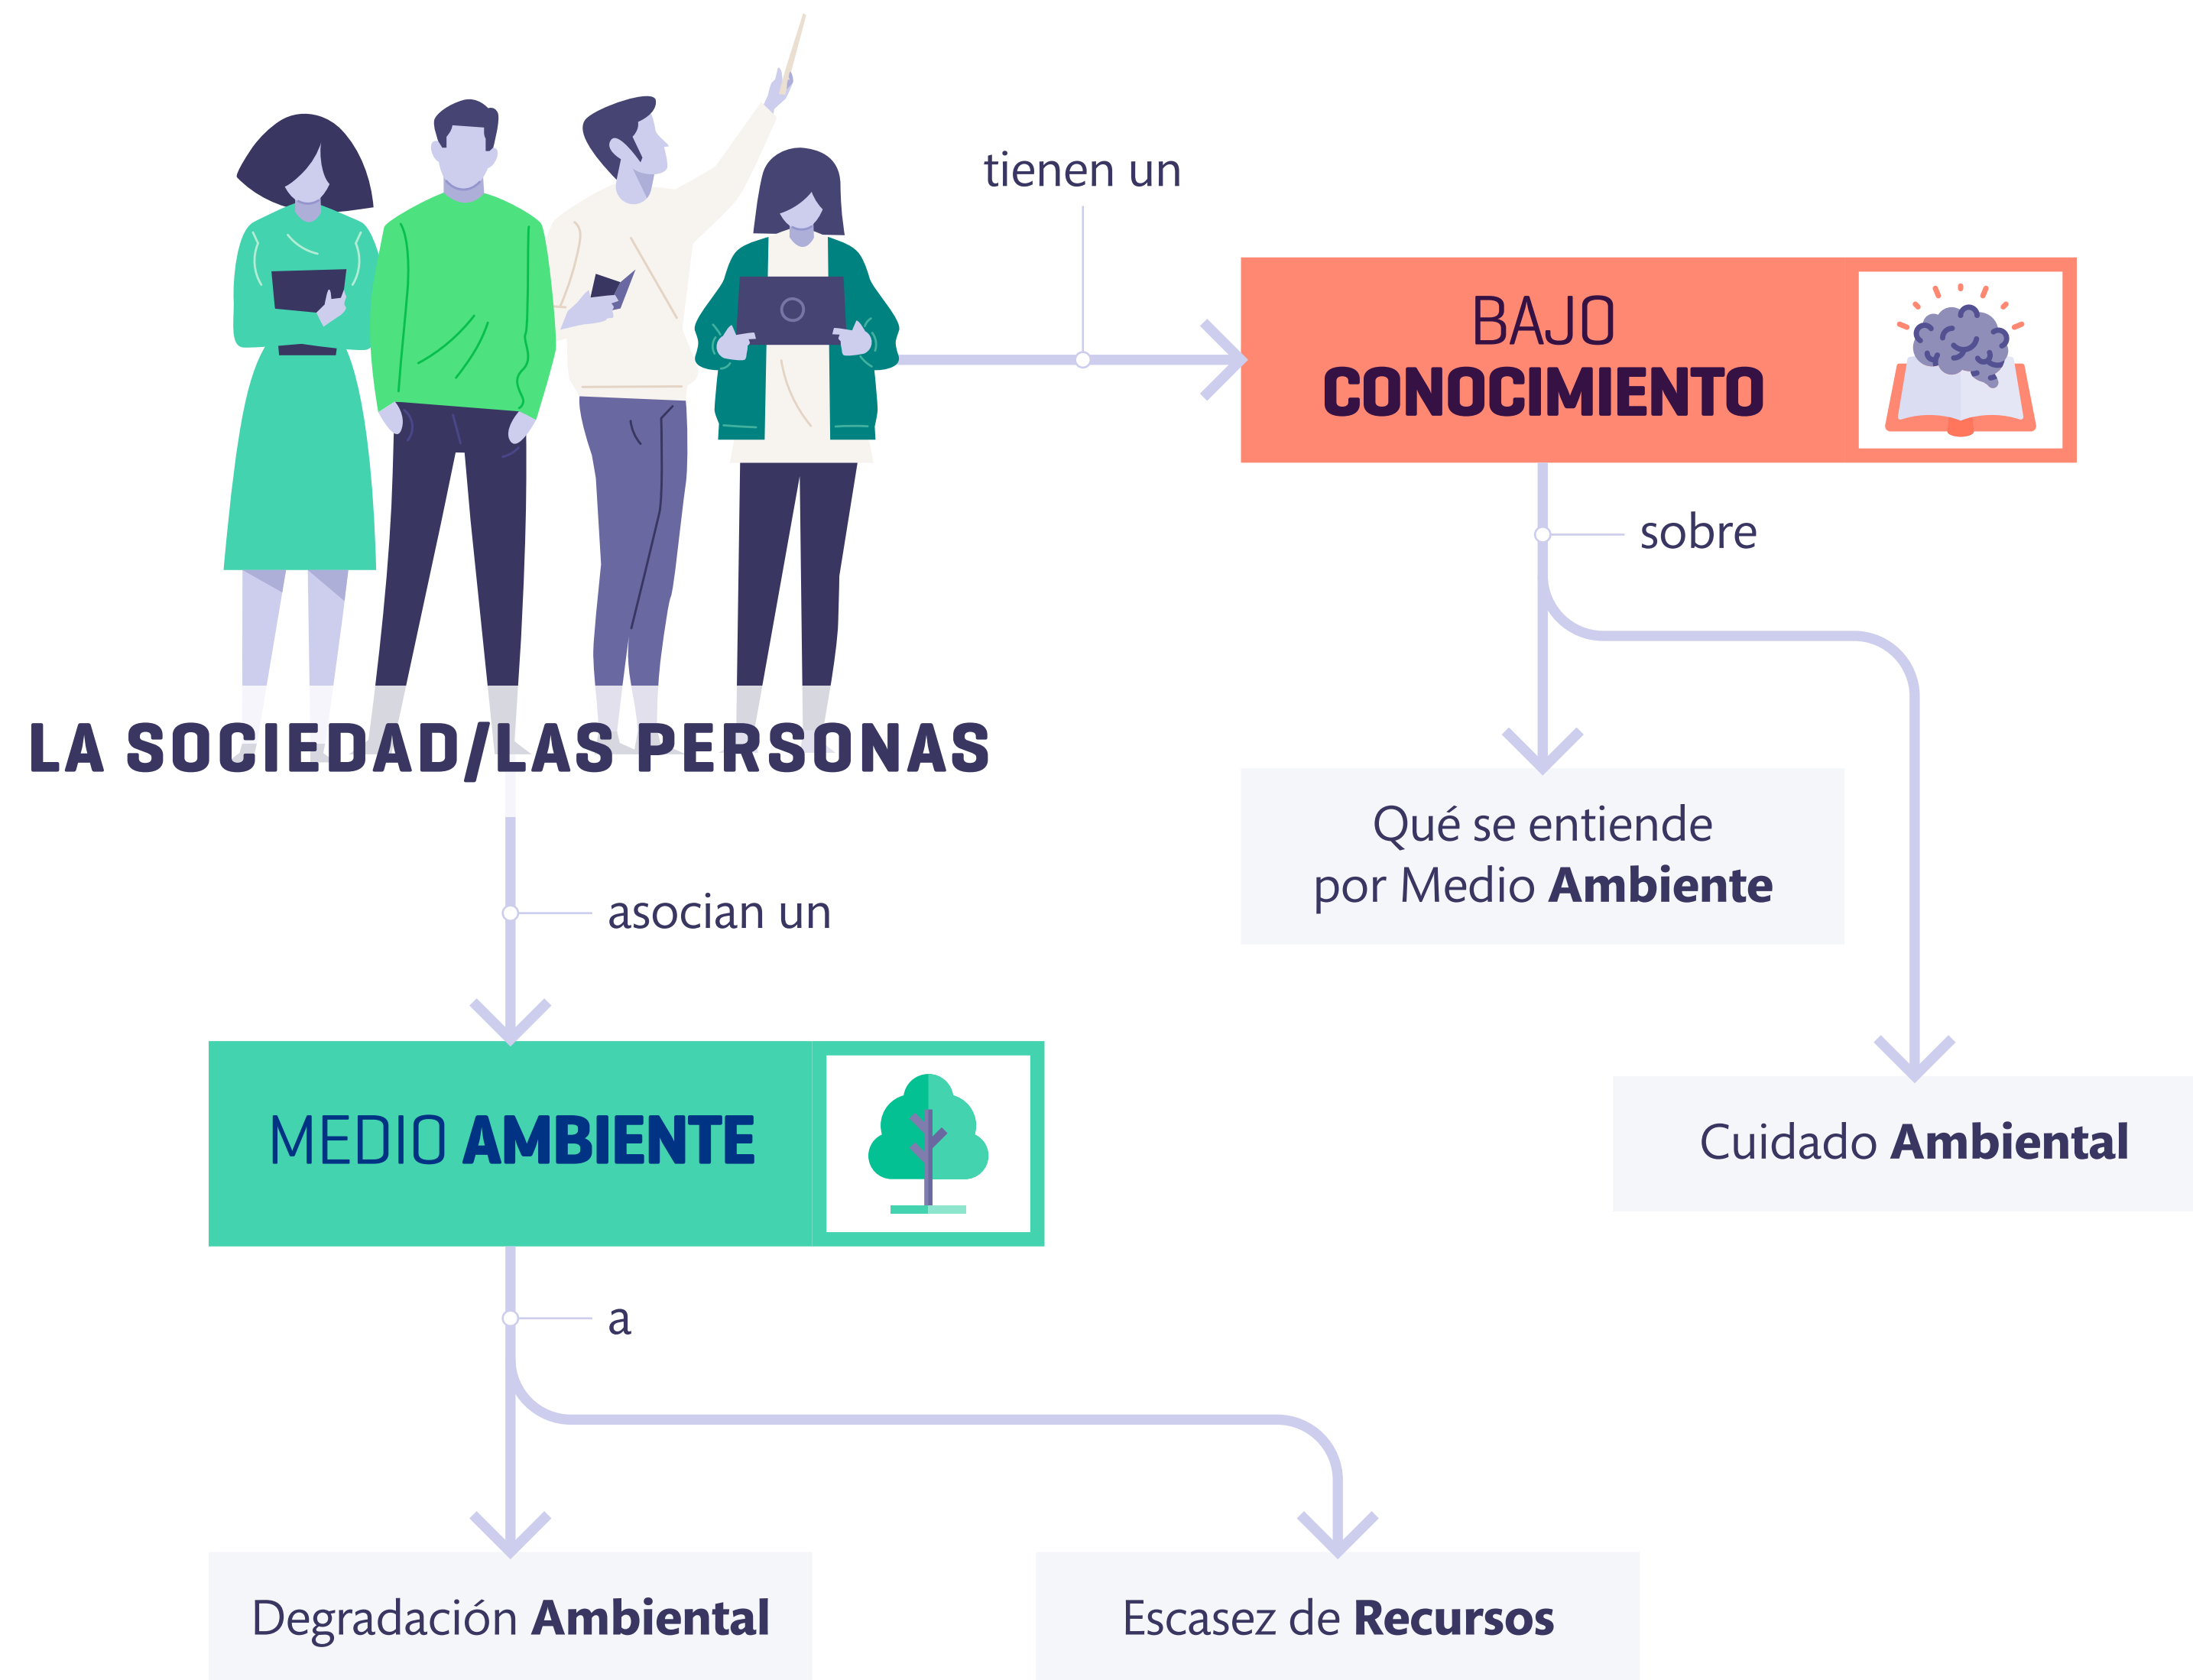 tienen un
BAJO
CONOCIMIENTO
sobre
LA SOCIEDAD/LAS PERSONAS
Qué se entiende
por Medio Ambiente
asocian un
MEDIO AMBIENTE
Cuidado Ambiental
a
Degradación Ambiental
Escasez de Recursos